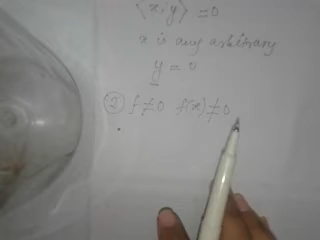 ⟨x, y⟩ = 0
x is any arbitrary
y = 0
② f ≠ 0 f(x) ≠ 0